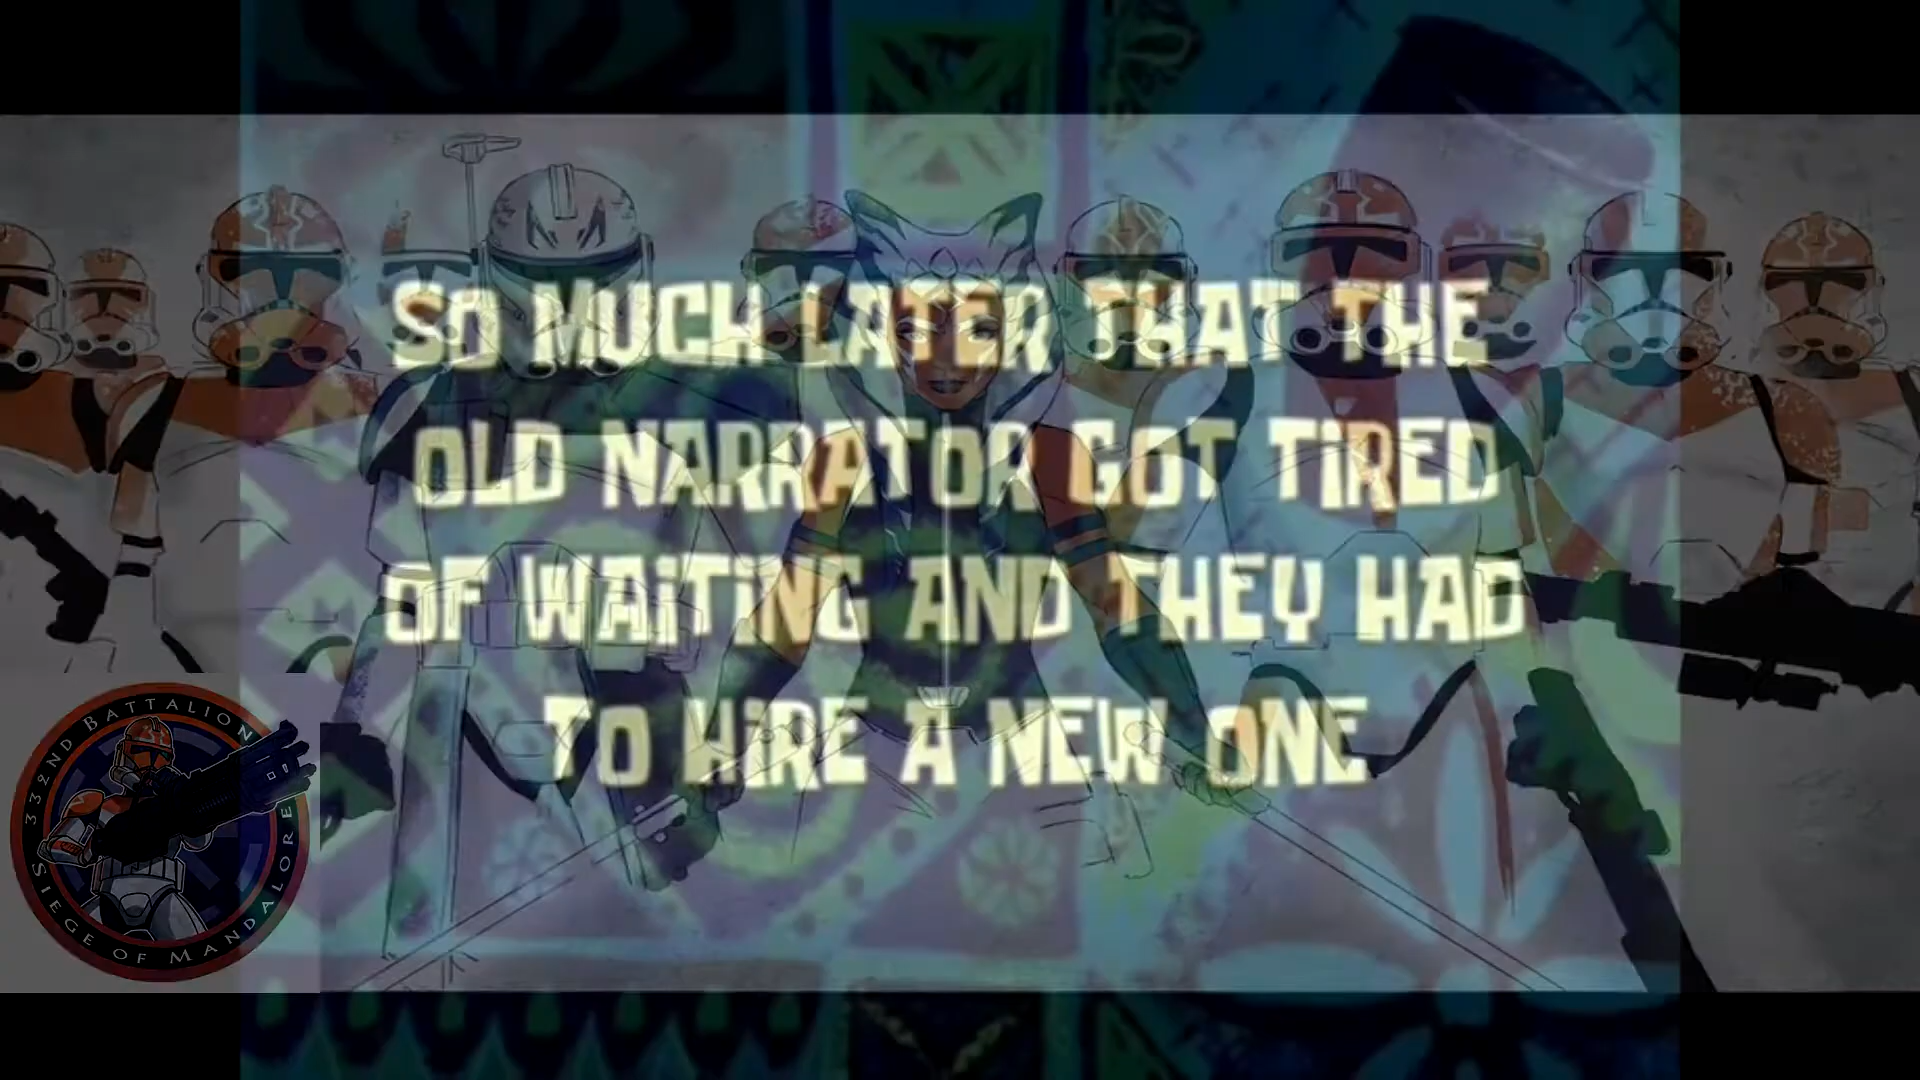 SO MUCH LATER THAT THE
OLD NARRATOR GOT TIRED
OF WAiTiNG AND THEY HAD
TO HiRE A NEW ONE
332ND BATTALION
SIEGE OF MANDALORE